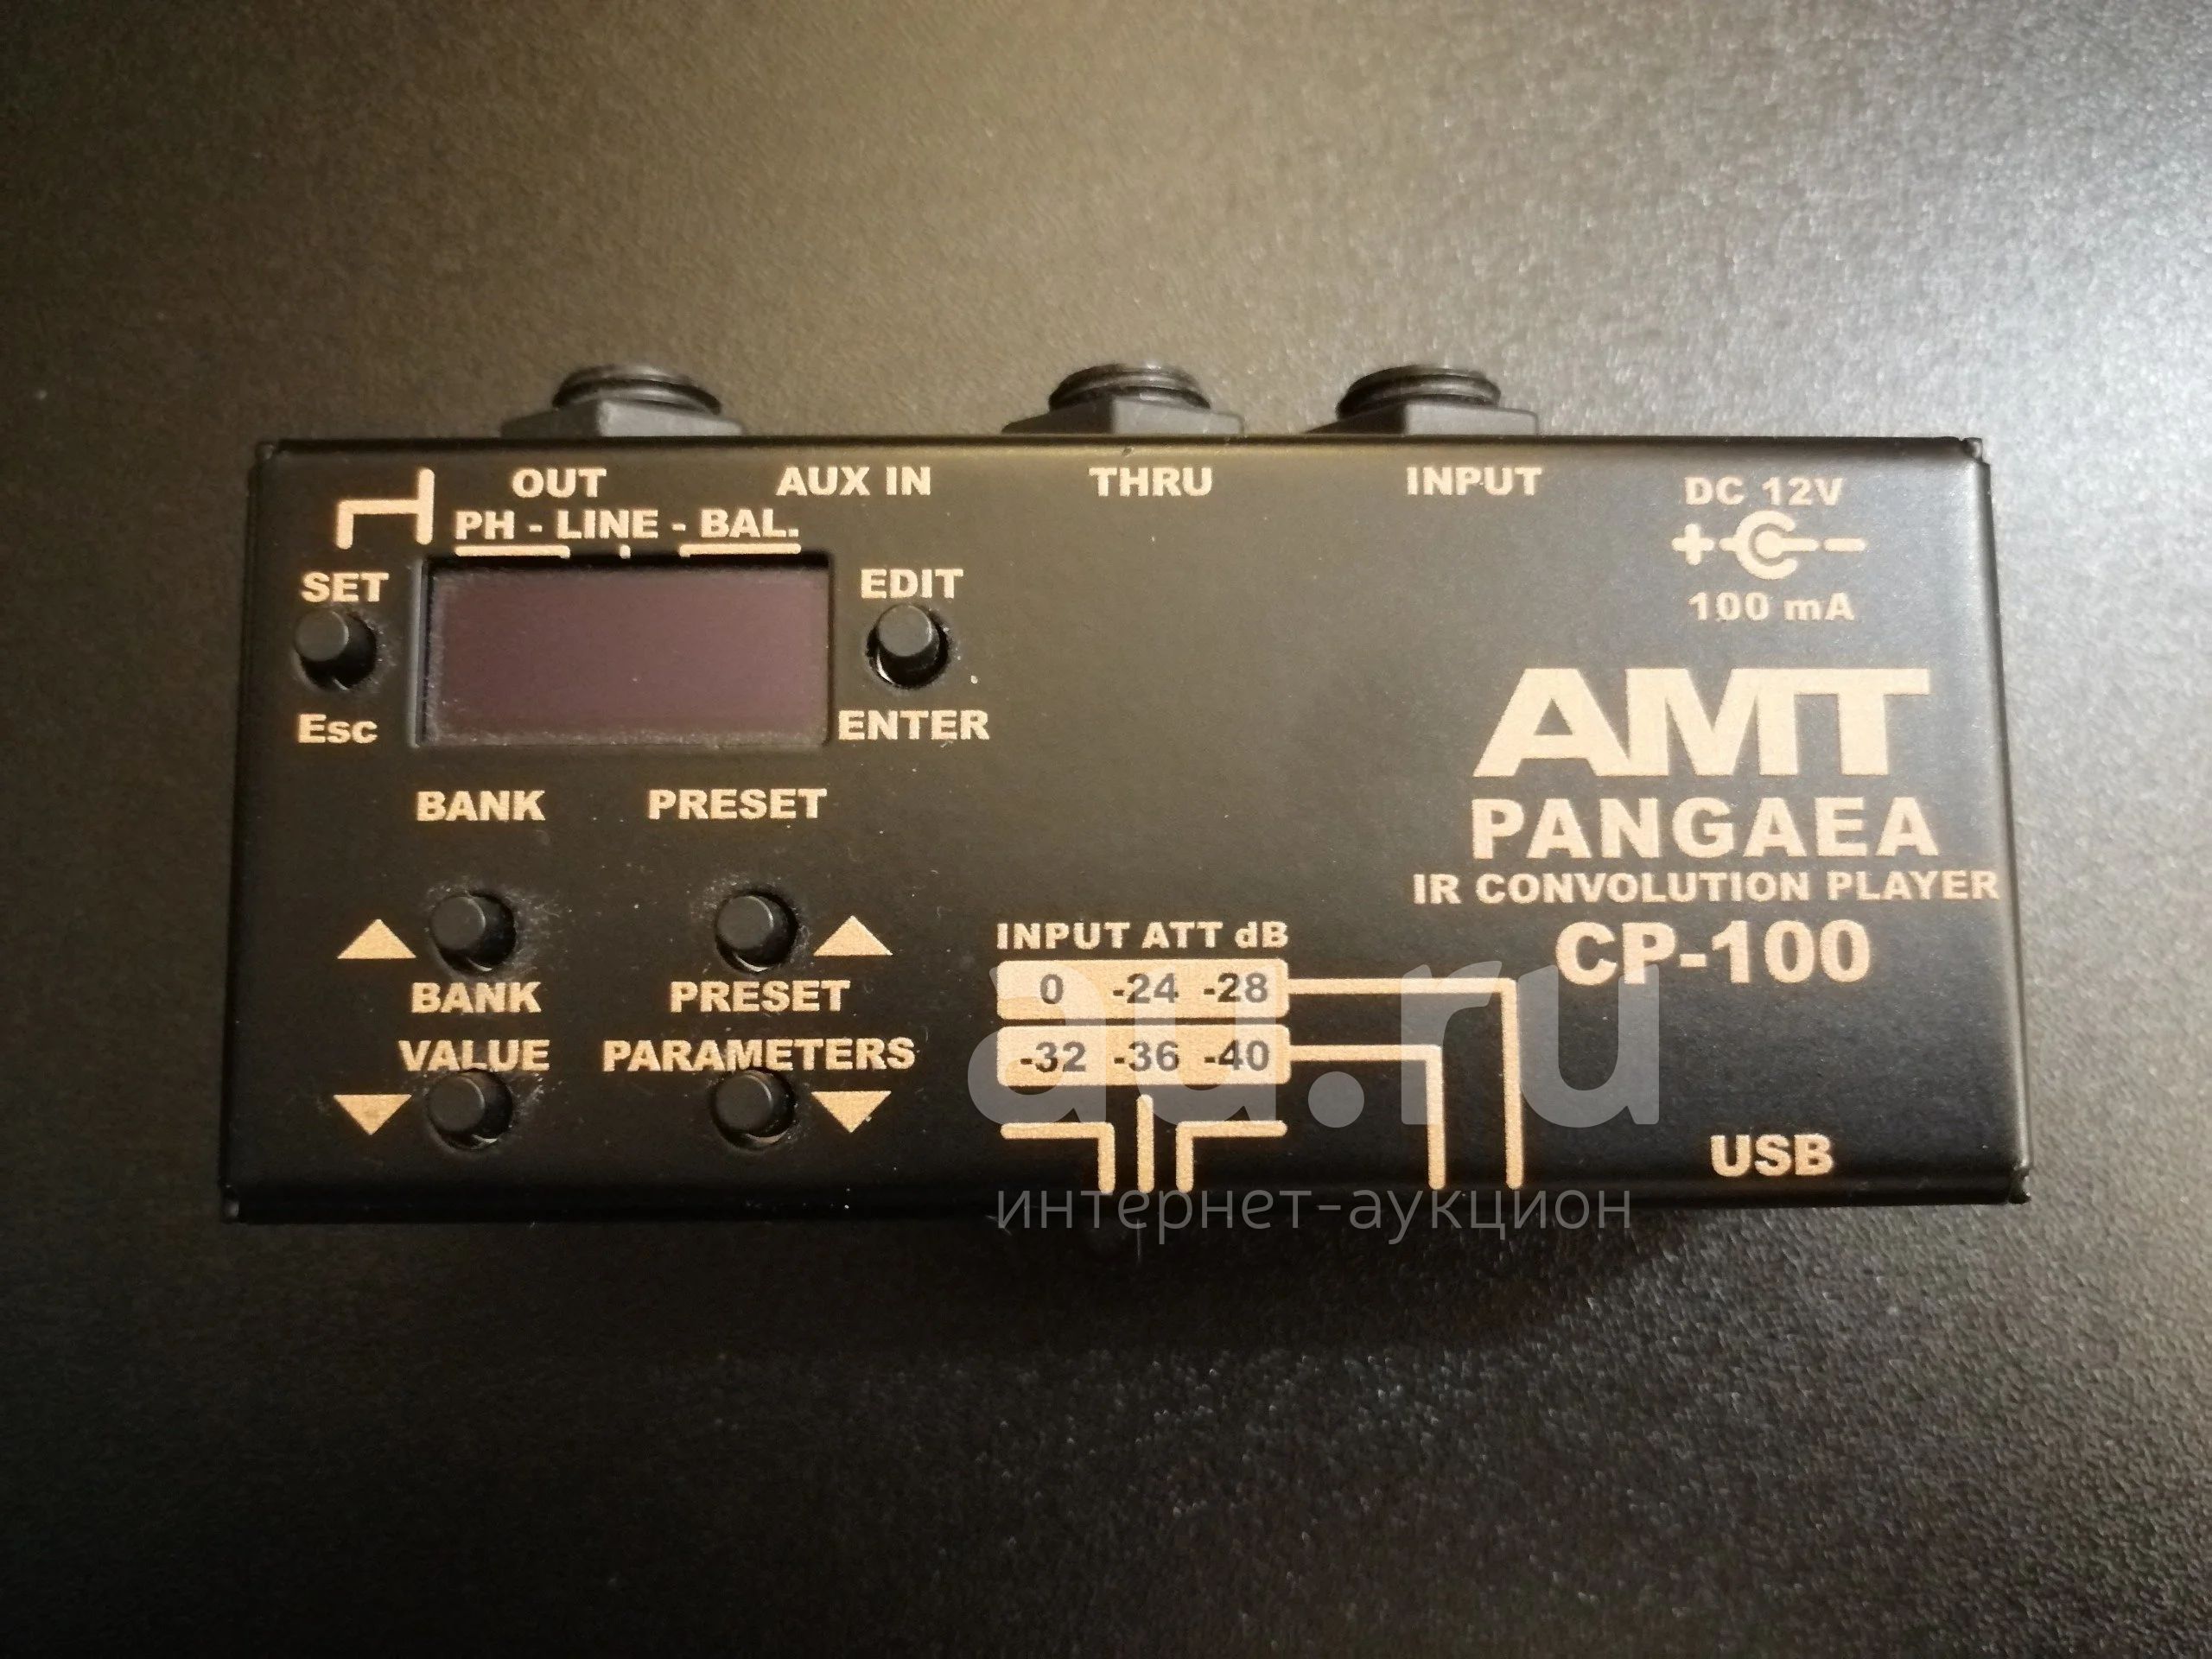 OUT
AUX IN
THRU
INPUT
DC 12V
PH - LINE - BAL.
+ -
SET
EDIT
100 mA
Esc
ENTER
AMT
BANK
PRESET
PANGAEA
IR CONVOLUTION PLAYER
CP-100
INPUT ATT dB
0 -24 -28
BANK
PRESET
-32 -36 -40
VALUE
PARAMETERS
au.ru
USB
интернет-аукцион